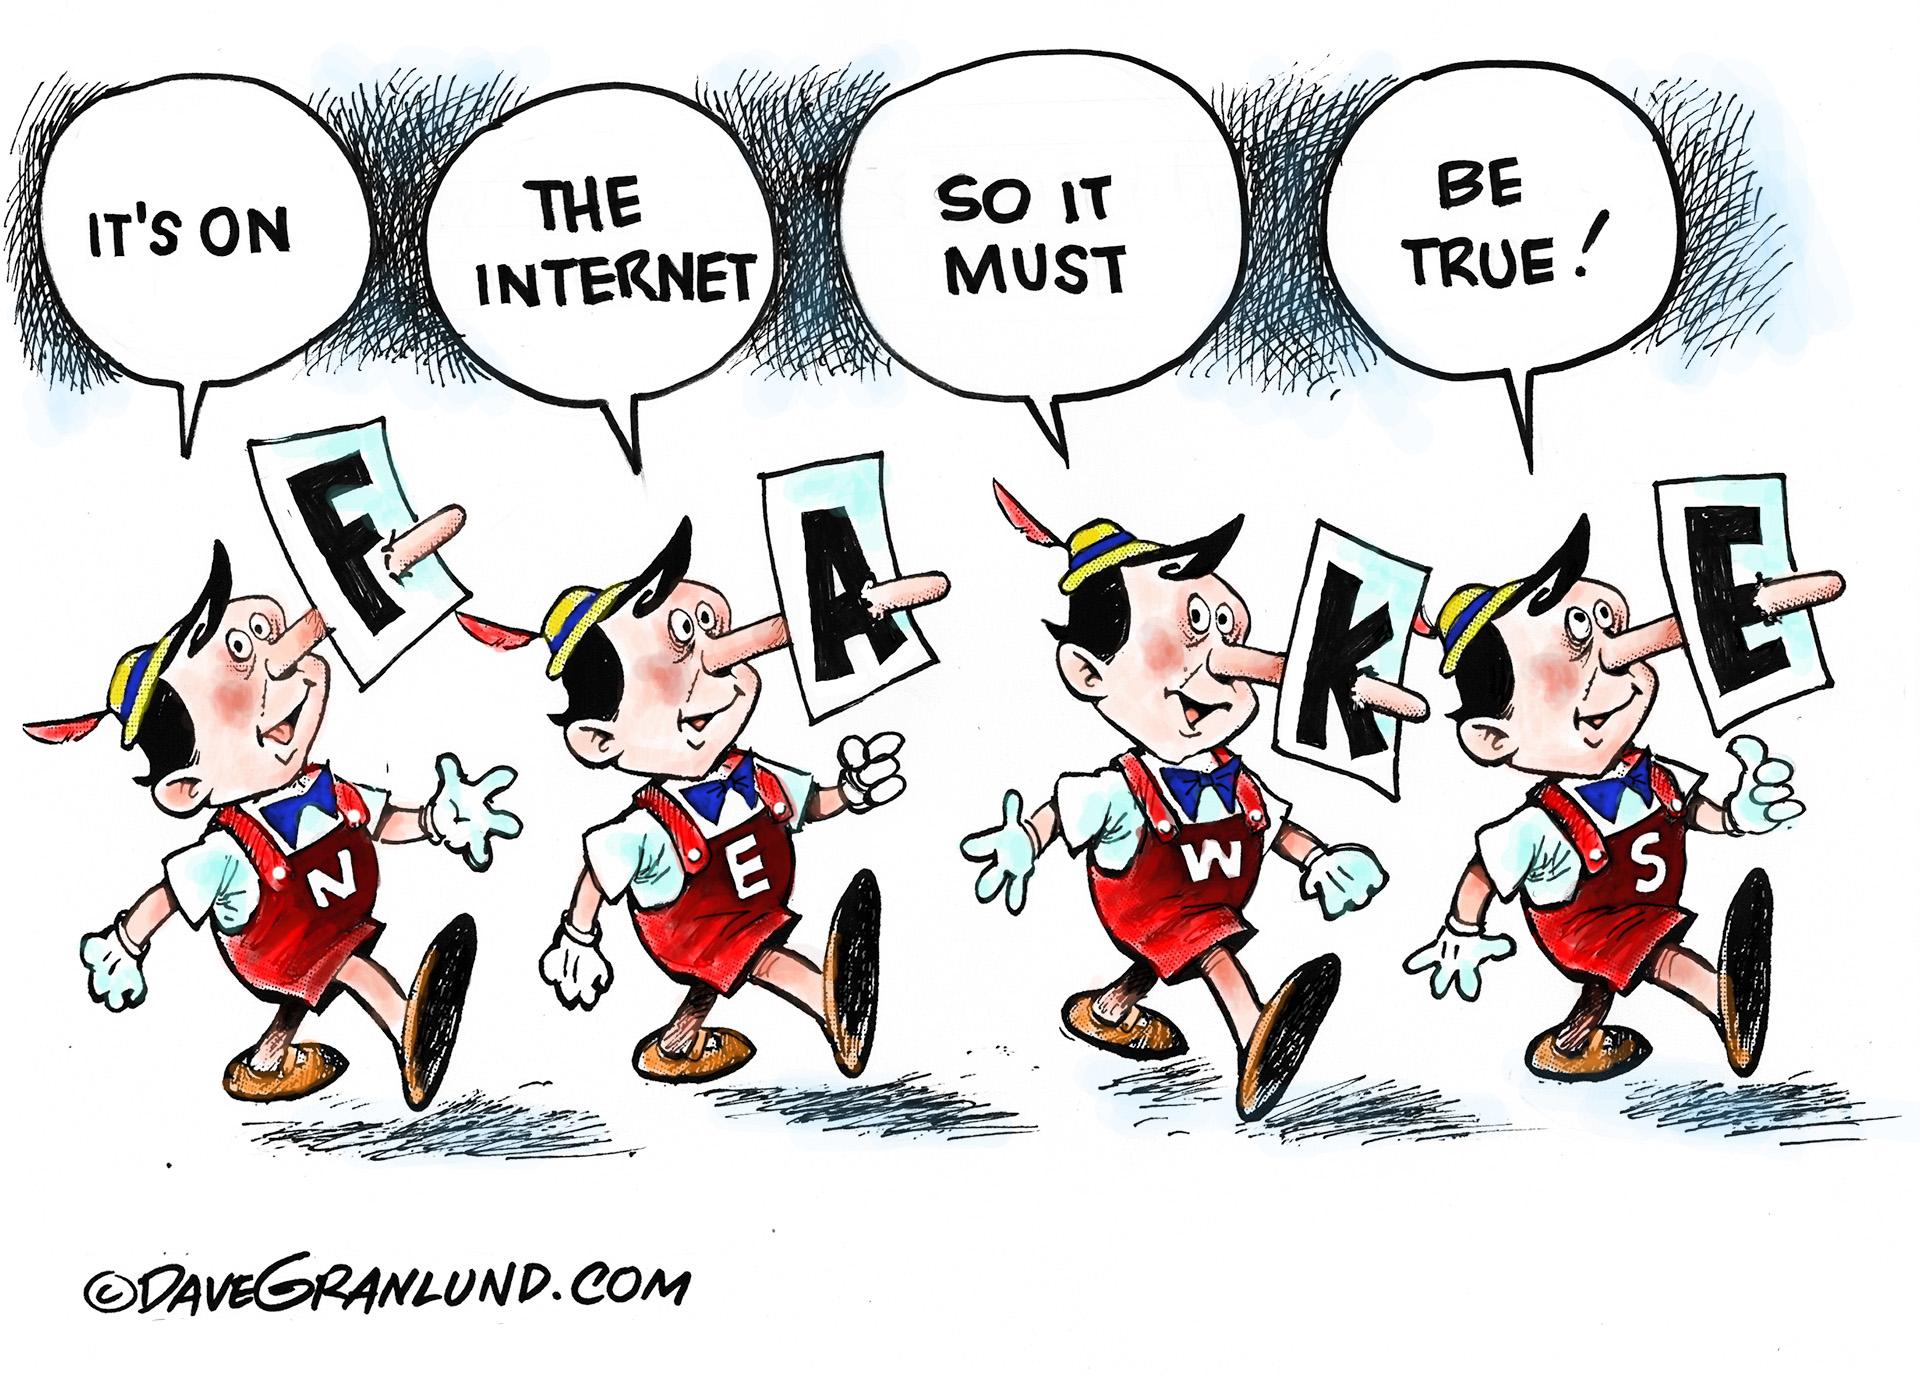 IT'S ON
THE
INTERNET
SO IT
MUST
BE
TRUE!
F
A
K
E
N
E
W
S
©DAVEGRANLUND.COM